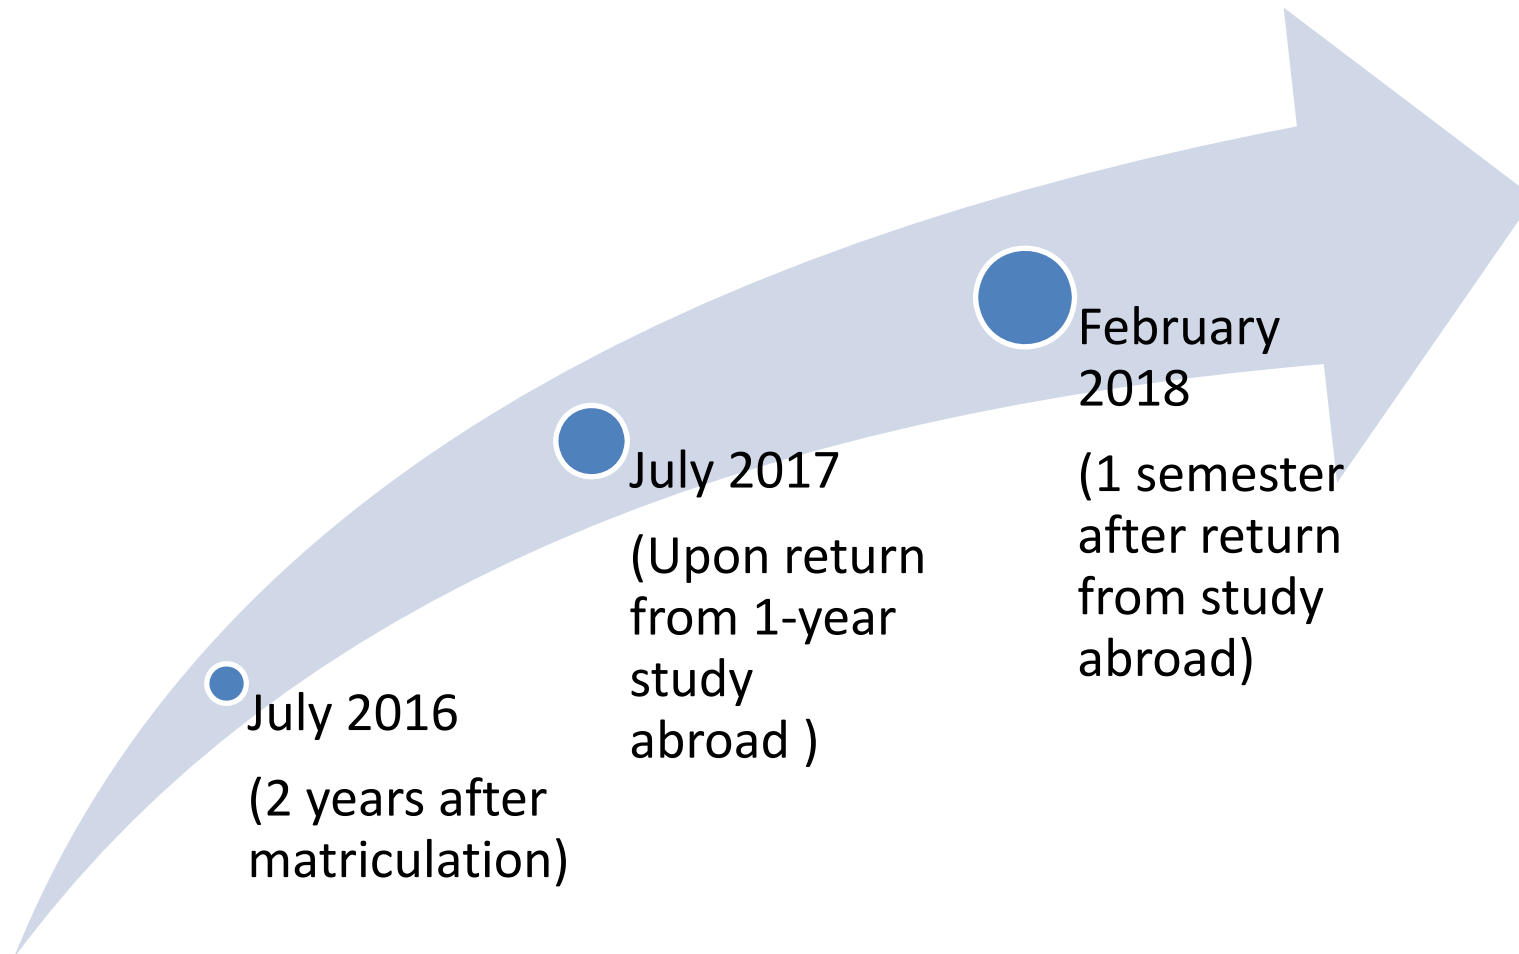 July 2016
(2 years after
matriculation)
July 2017
(Upon return
from 1-year
study
abroad )
February
2018
(1 semester
after return
from study
abroad)